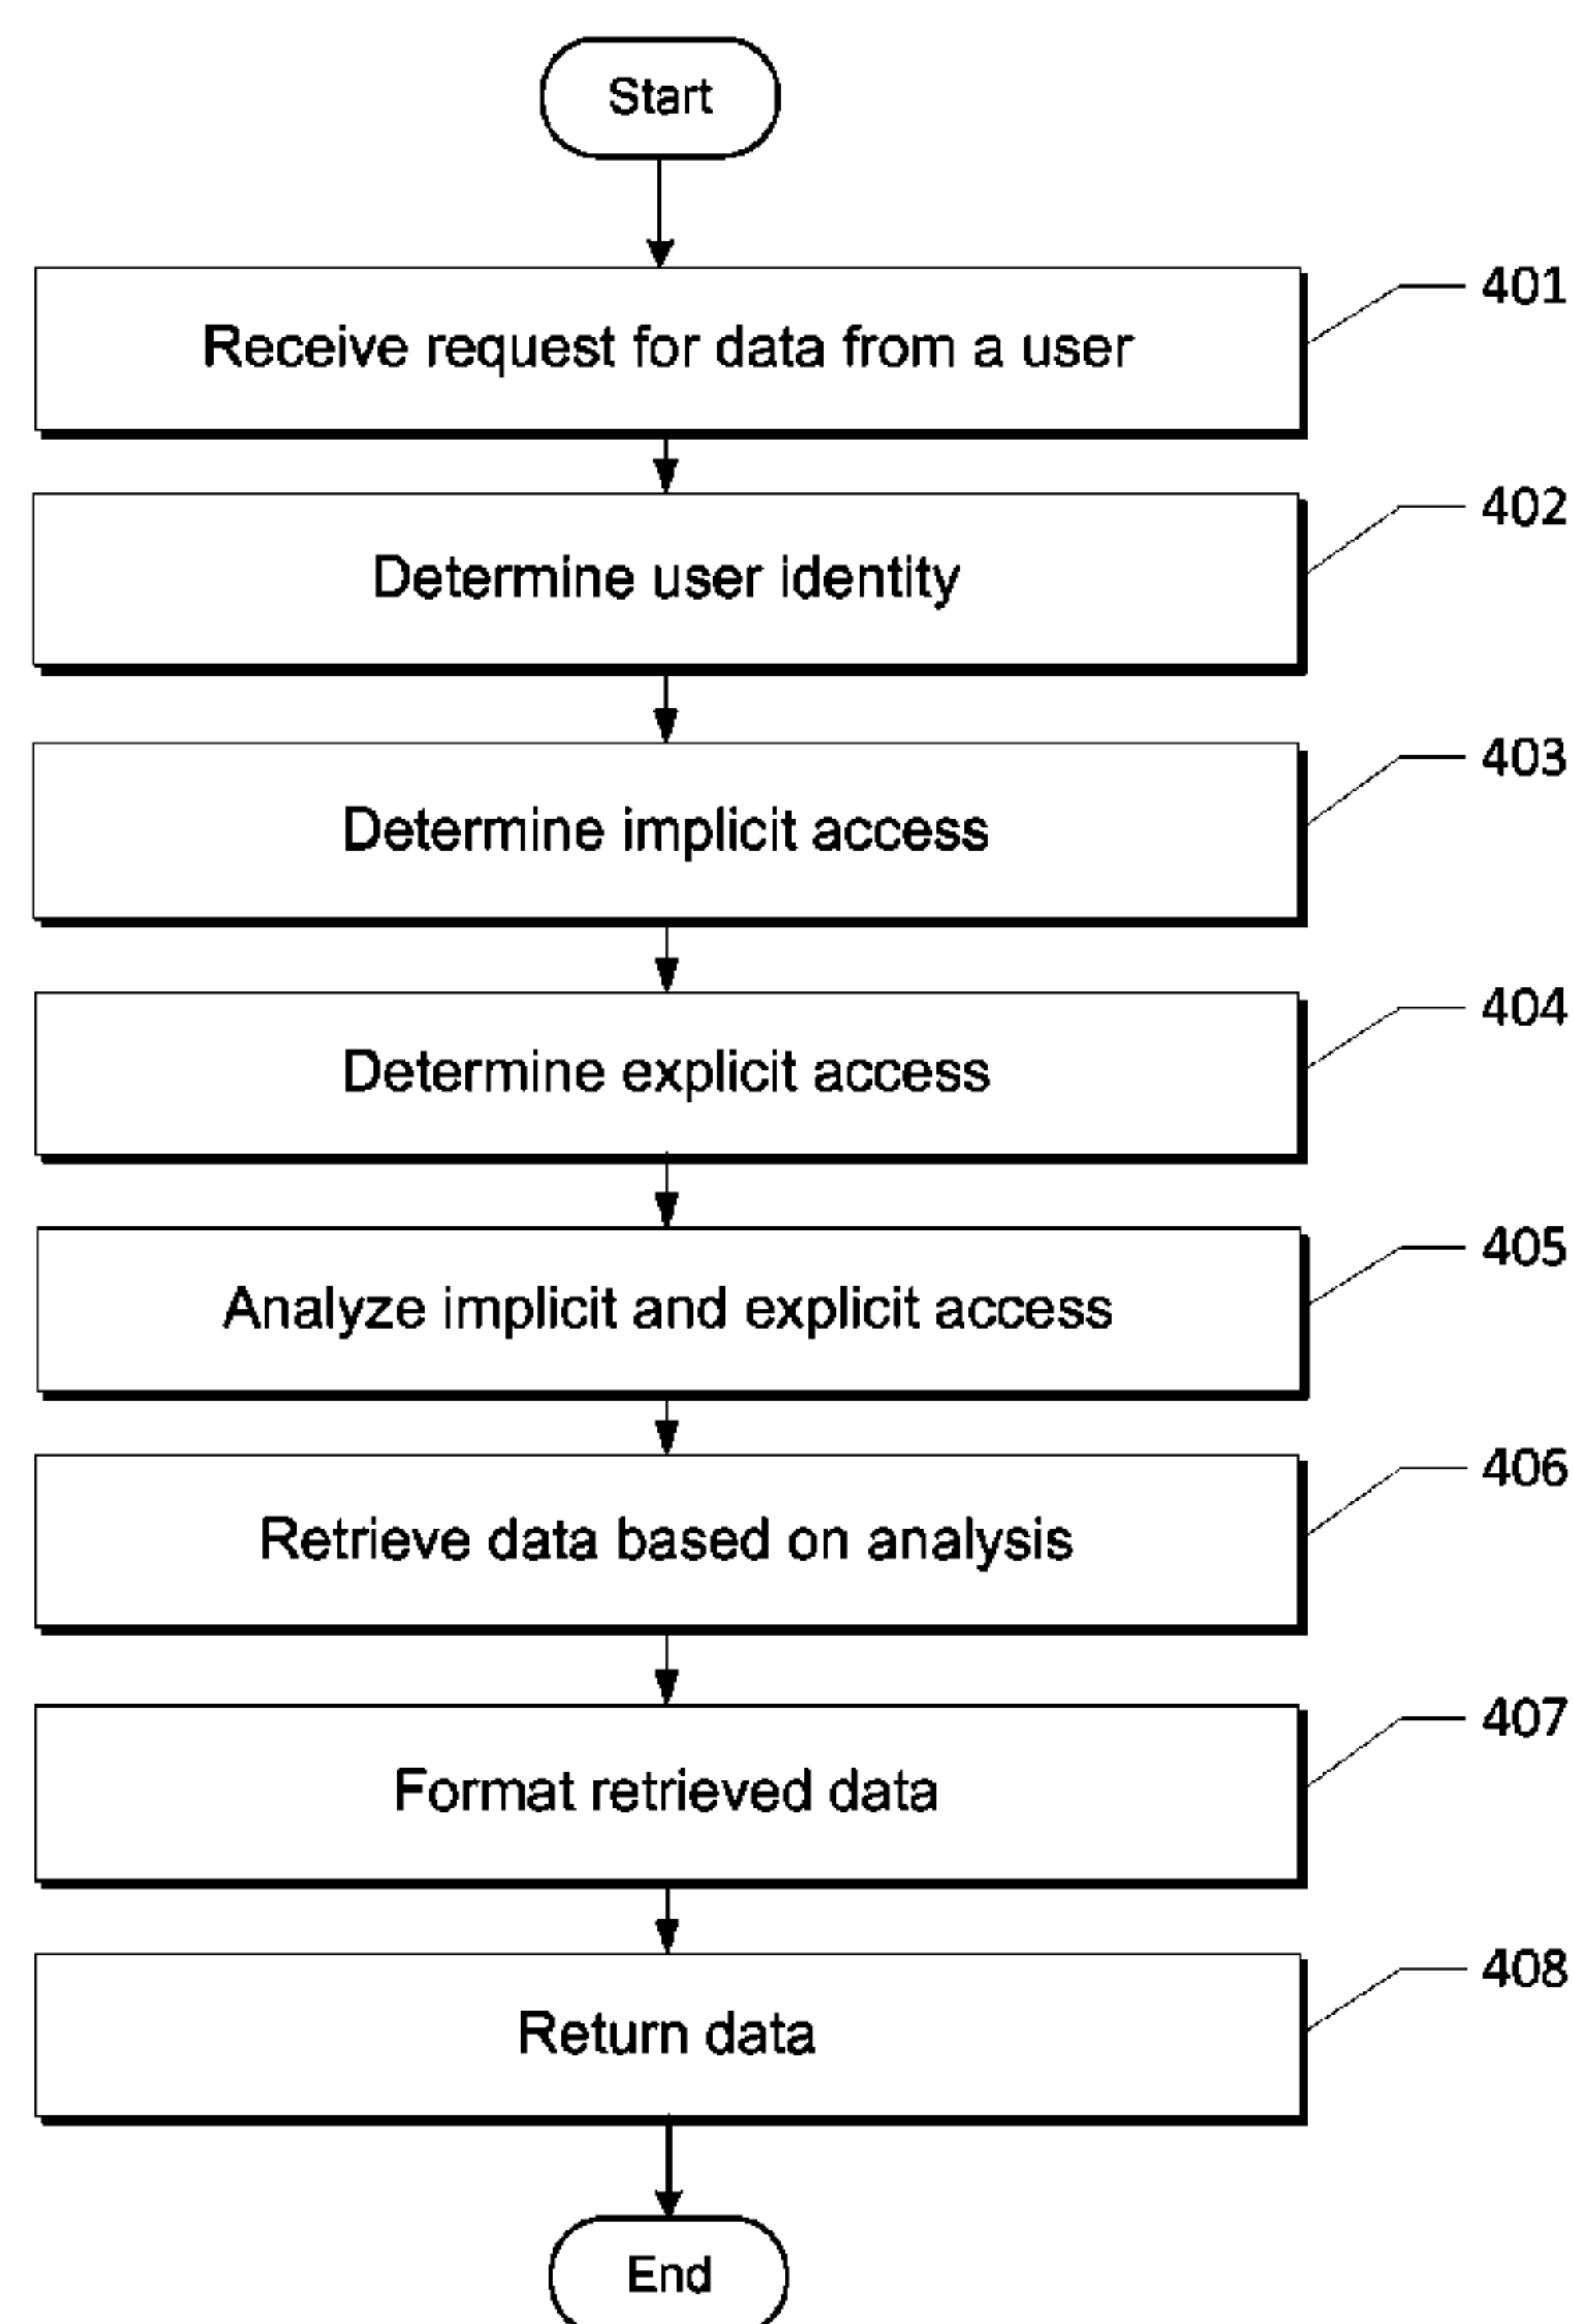 Start
Receive request for data from a user
401
Determine user identity
402
Determine implicit access
403
Determine explicit access
404
Analyze implicit and explicit access
405
Retrieve data based on analysis
406
Format retrieved data
407
Return data
408
End